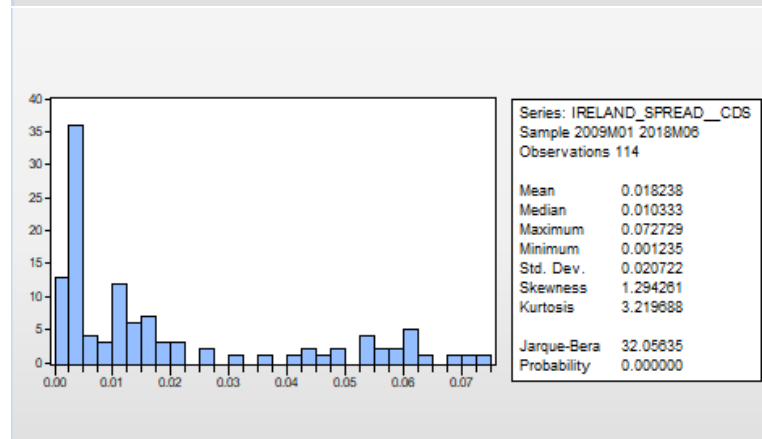 40
35
30
25
20
15
10
5
0
0.00 0.01 0.02 0.03 0.04 0.05 0.06 0.07
Series: IRELAND_SPREAD__CDS
Sample 2009M01 2018M06
Observations 114
Mean 0.018238
Median 0.010333
Maximum 0.072729
Minimum 0.001235
Std. Dev. 0.020722
Skewness 1.294261
Kurtosis 3.219688
Jarque-Bera 32.05635
Probability 0.000000